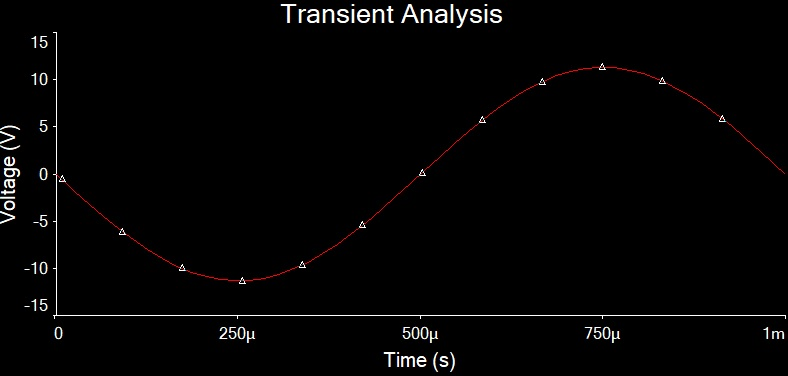 Transient Analysis
15
10
5
0
-5
-10
-15
Voltage (V)
0 250µ 500µ 750µ 1m
Time (s)